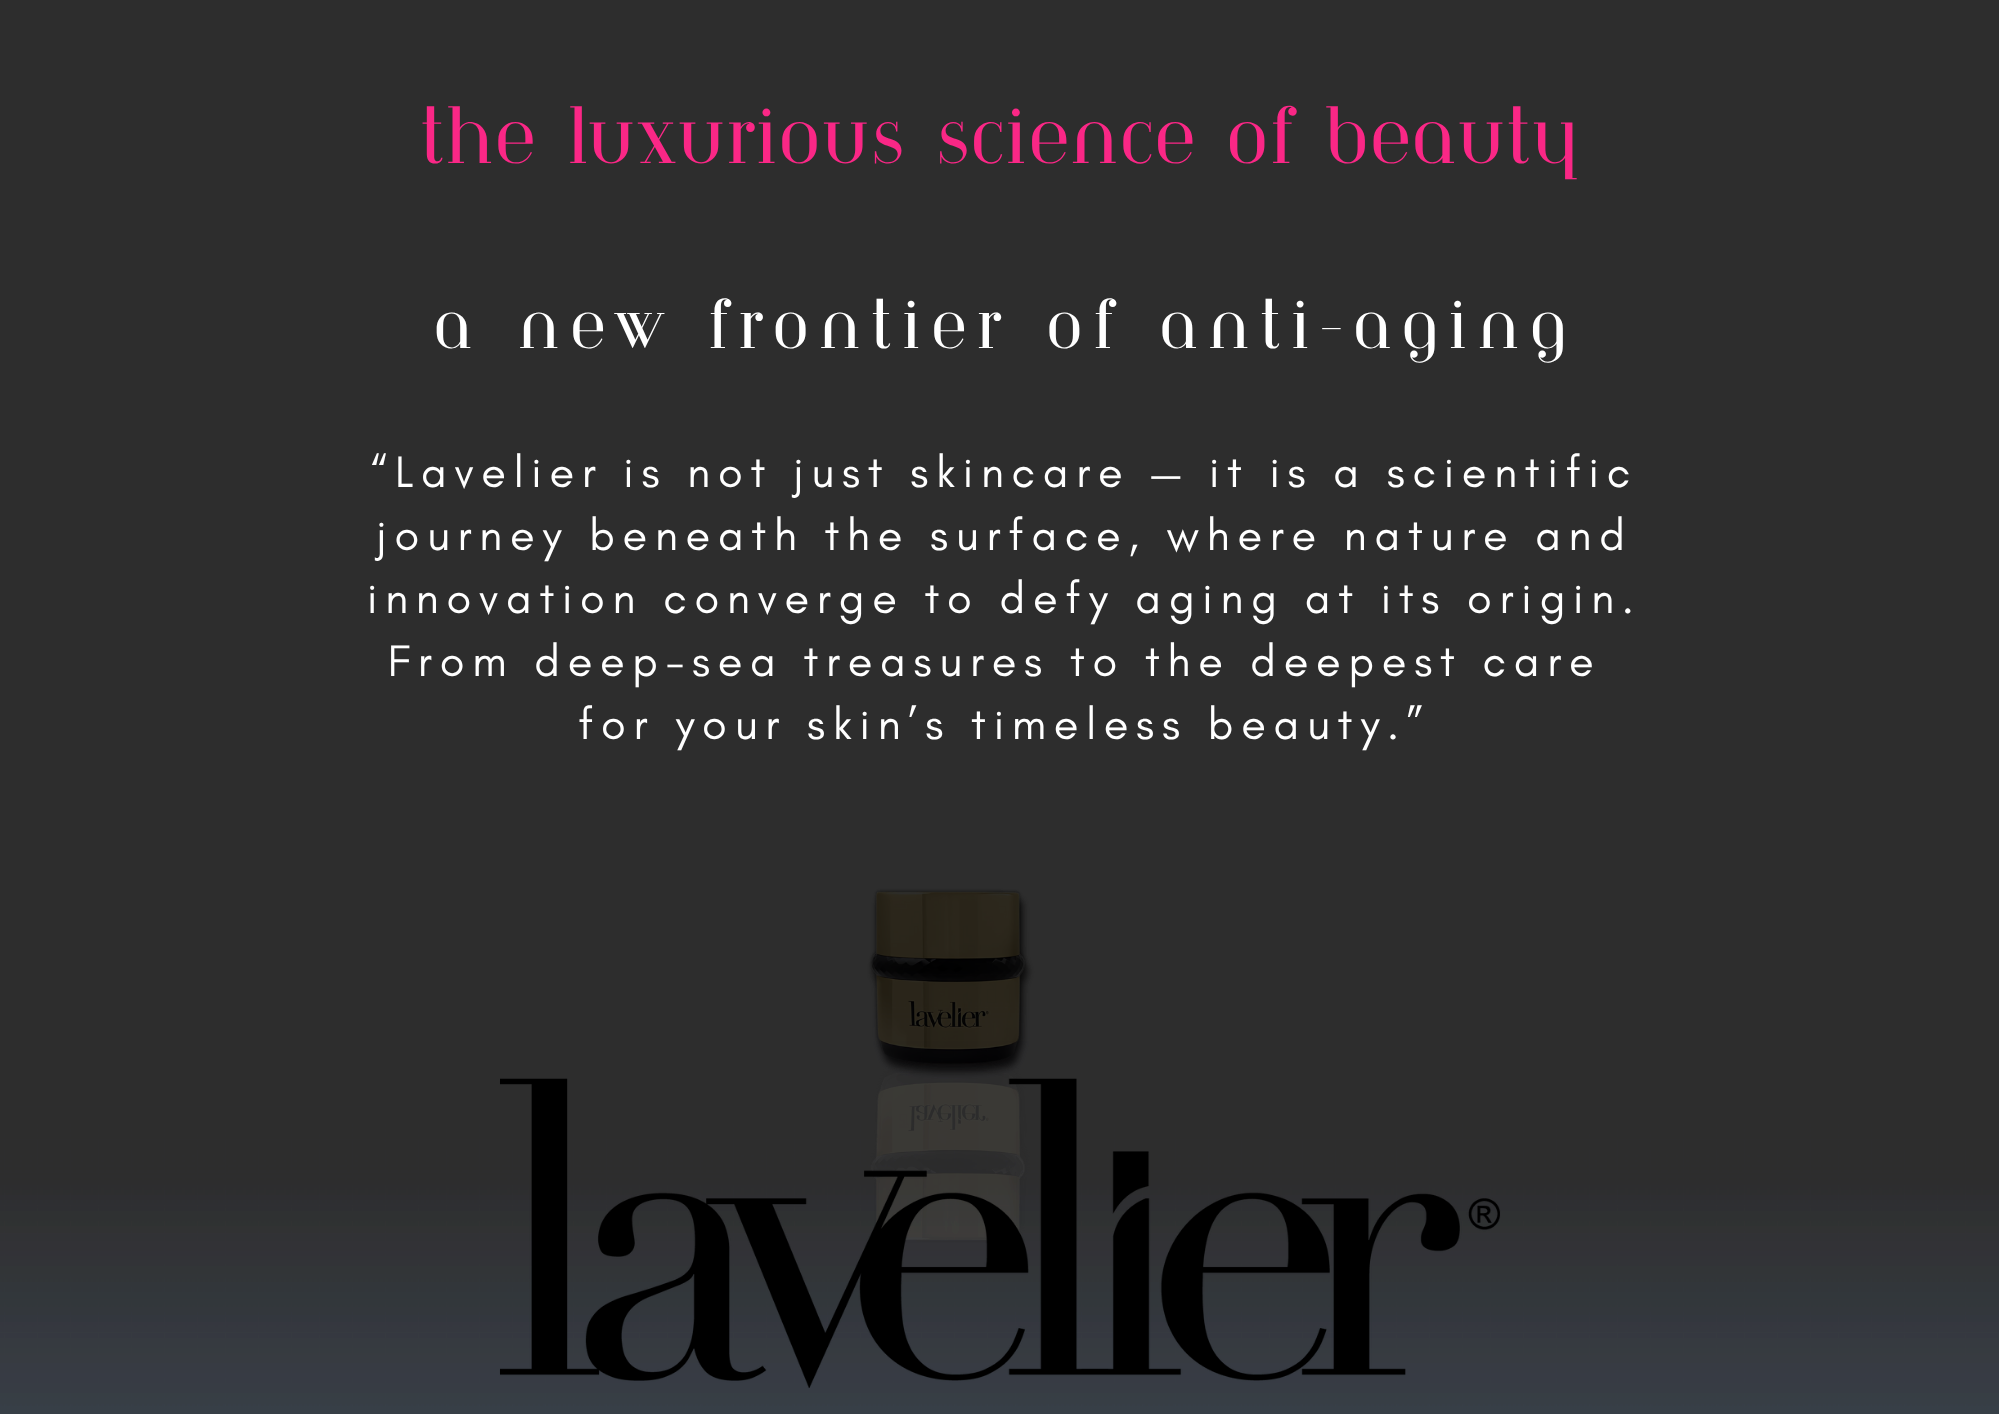 the luxurious science of beauty
a new frontier of anti-aging
“Lavelier is not just skincare – it is a scientific
journey beneath the surface, where nature and
innovation converge to defy aging at its origin.
From deep-sea treasures to the deepest care
for your skin’s timeless beauty.”
lavelier
lavelier®